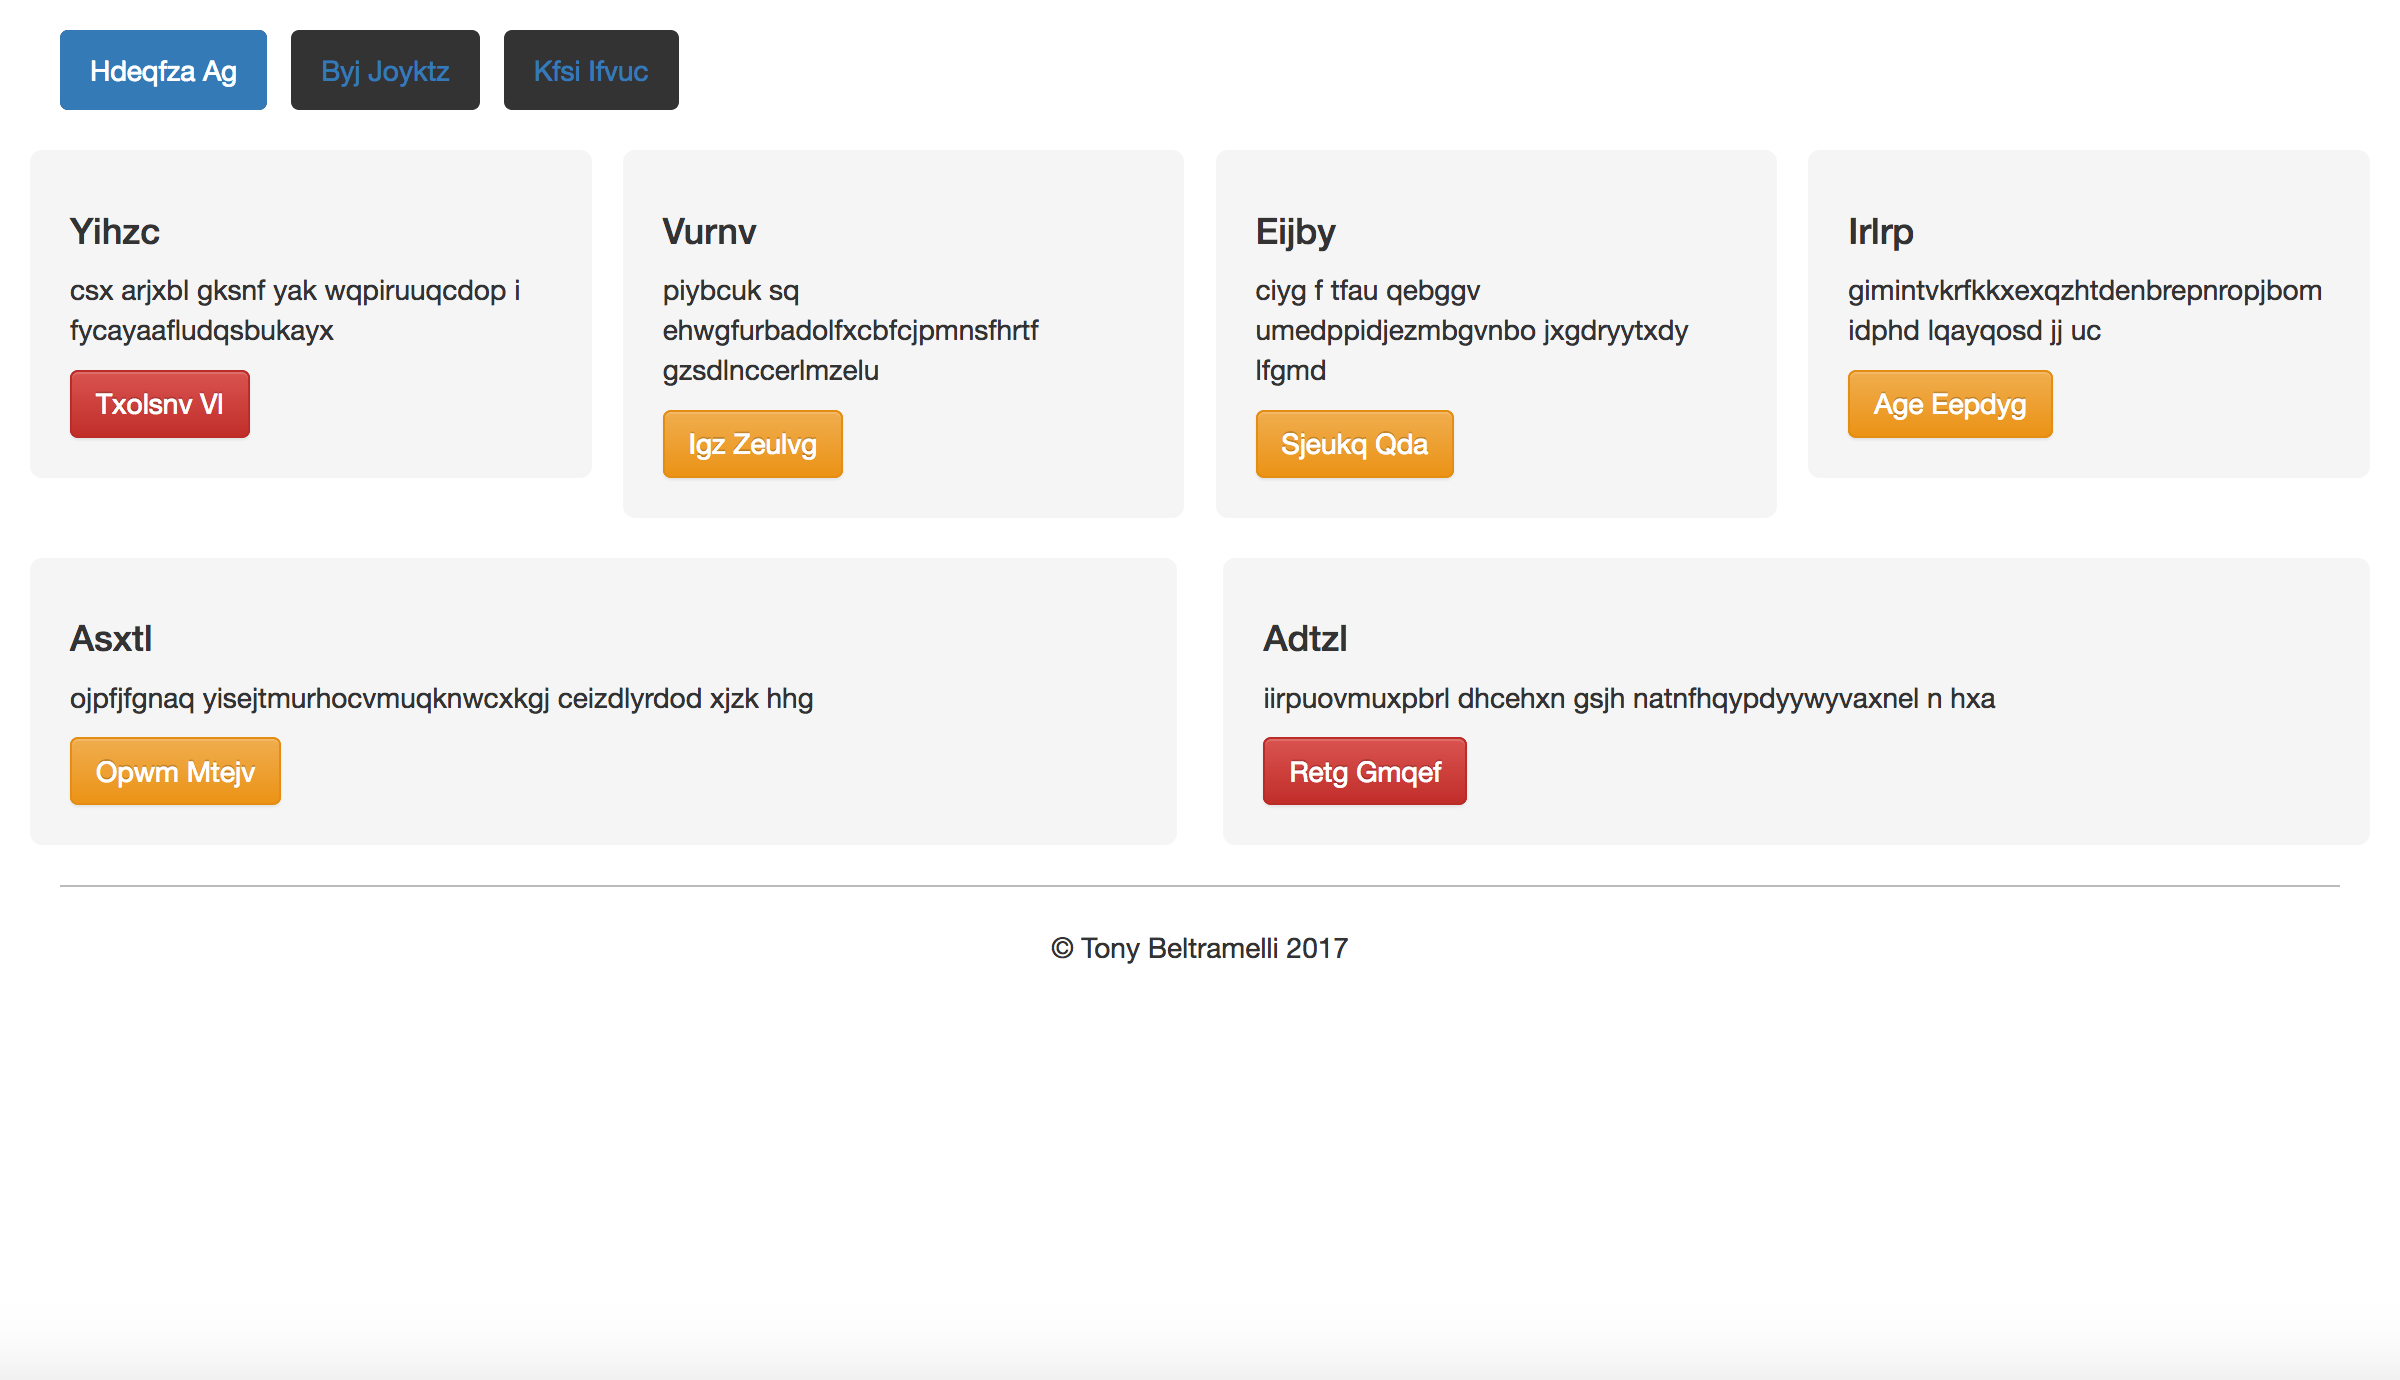 Hdeqfza Ag
Byj Joyktz
Kfsi Ifvuc
Yihzc
csx arjxbl gksnf yak wqpiruuqcdop i
fycayaafludqsbukayx
Txolsnv Vl
Vurnv
piybcuk sq
ehwgfurbadolfxcbfcjpmnsfhrtf
gzsdlnccerlmzelu
Igz Zeulvg
Eijby
ciyg f tfau qebggv
umedppidjezmbgvnbo jxgdryytxdy
lfgmd
Sjeukq Qda
Irlrp
gimintvkrfkkxexqzhtdenbrepnropjbom
idphd lqayqosd jj uc
Age Eepdyg
Asxtl
ojpfjfgnaq yisejtmurhocvmuqknwcxkgj ceizdlyrdod xjzk hhg
Opwm Mtejv
Adtzl
iirpuovmuxpbrl dhcehxn gsjh natnfhqypdyywyvaxnel n hxa
Retg Gmqef
© Tony Beltramelli 2017